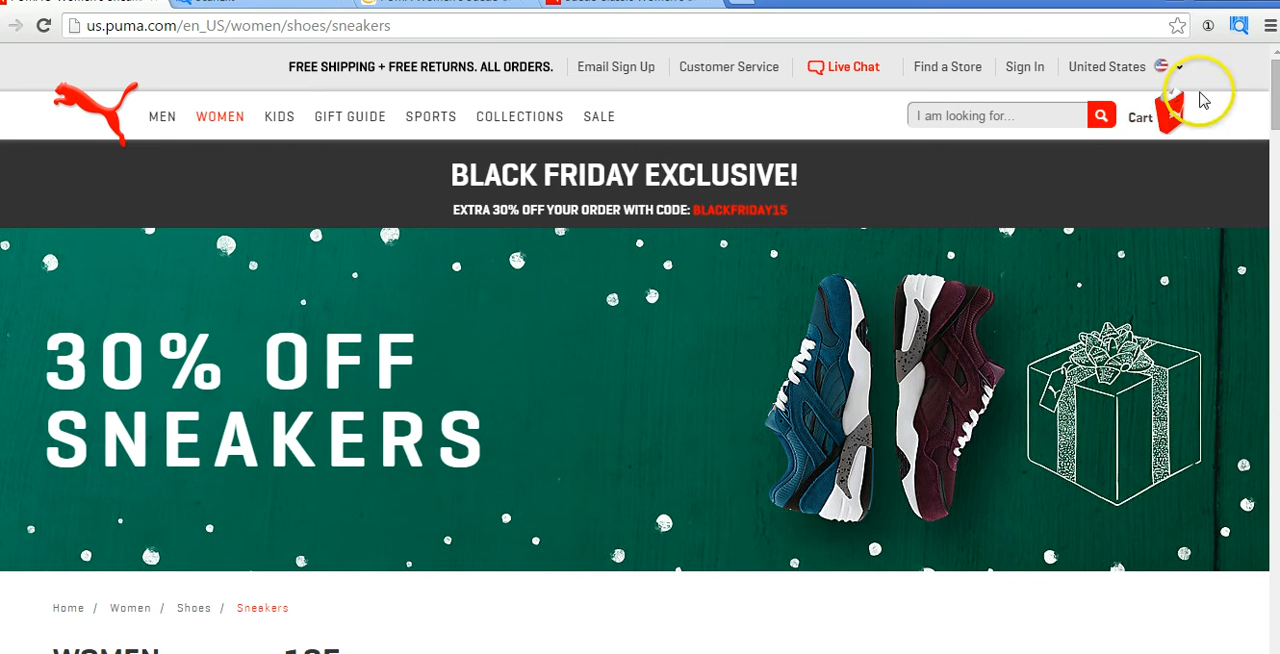 us.puma.com/en_US/women/shoes/sneakers
FREE SHIPPING + FREE RETURNS. ALL ORDERS. Email Sign Up Customer Service Live Chat Find a Store Sign In United States
MEN WOMEN KIDS GIFT GUIDE SPORTS COLLECTIONS SALE I am looking for... Cart
BLACK FRIDAY EXCLUSIVE!
EXTRA 30% OFF YOUR ORDER WITH CODE: BLACKFRIDAY15
30% OFF
SNEAKERS
Home / Women / Shoes / Sneakers